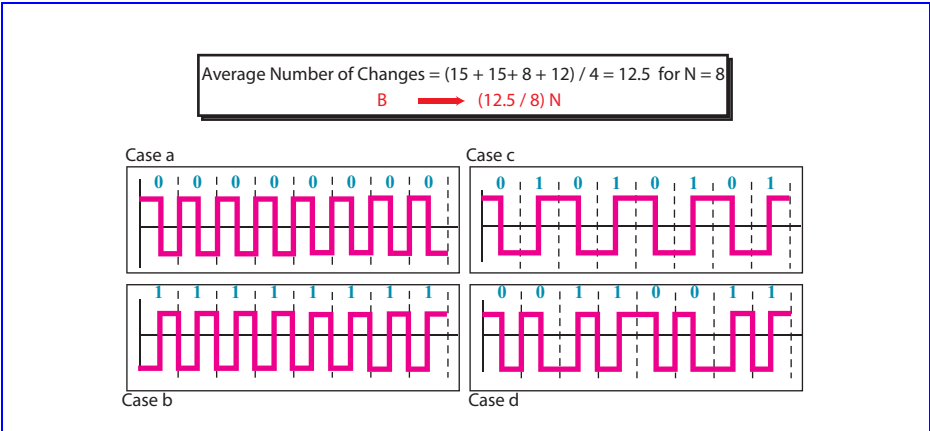 Average Number of Changes = (15 + 15+ 8 + 12) / 4 = 12.5 for N = 8
B (12.5 / 8) N
Case a
0 0 0 0 0 0 0 0
Case c
0 1 0 1 0 1 0 1
1 1 1 1 1 1 1 1
Case b
0 0 1 1 0 0 1 1
Case d